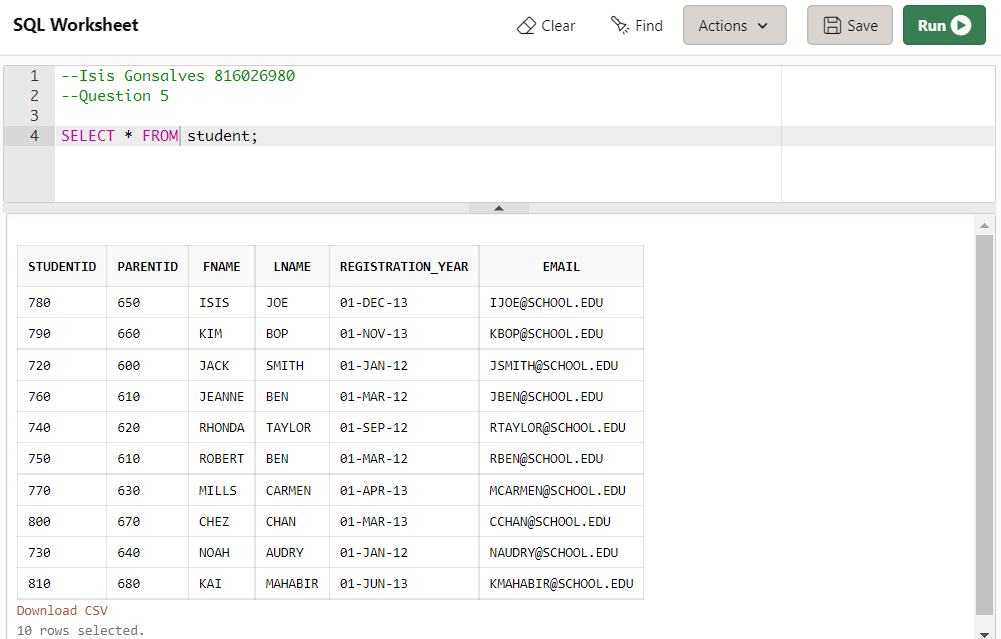 SQL Worksheet Clear Find Actions Save Run
1 --Isis Gonsalves 816026980
2 --Question 5
3
4 SELECT * FROM student;
STUDENTID PARENTID FNAME LNAME REGISTRATION_YEAR EMAIL
780 650 ISIS JOE 01-DEC-13 IJOE@SCHOOL.EDU
790 660 KIM BOP 01-NOV-13 KBOP@SCHOOL.EDU
720 600 JACK SMITH 01-JAN-12 JSMITH@SCHOOL.EDU
760 610 JEANNE BEN 01-MAR-12 JBEN@SCHOOL.EDU
740 620 RHONDA TAYLOR 01-SEP-12 RTAYLOR@SCHOOL.EDU
750 610 ROBERT BEN 01-MAR-12 RBEN@SCHOOL.EDU
770 630 MILLS CARMEN 01-APR-13 MCARMEN@SCHOOL.EDU
800 670 CHEZ CHAN 01-MAR-13 CCHAN@SCHOOL.EDU
730 640 NOAH AUDRY 01-JAN-12 NAUDRY@SCHOOL.EDU
810 680 KAI MAHABIR 01-JUN-13 KMAHABIR@SCHOOL.EDU
Download CSV
10 rows selected.